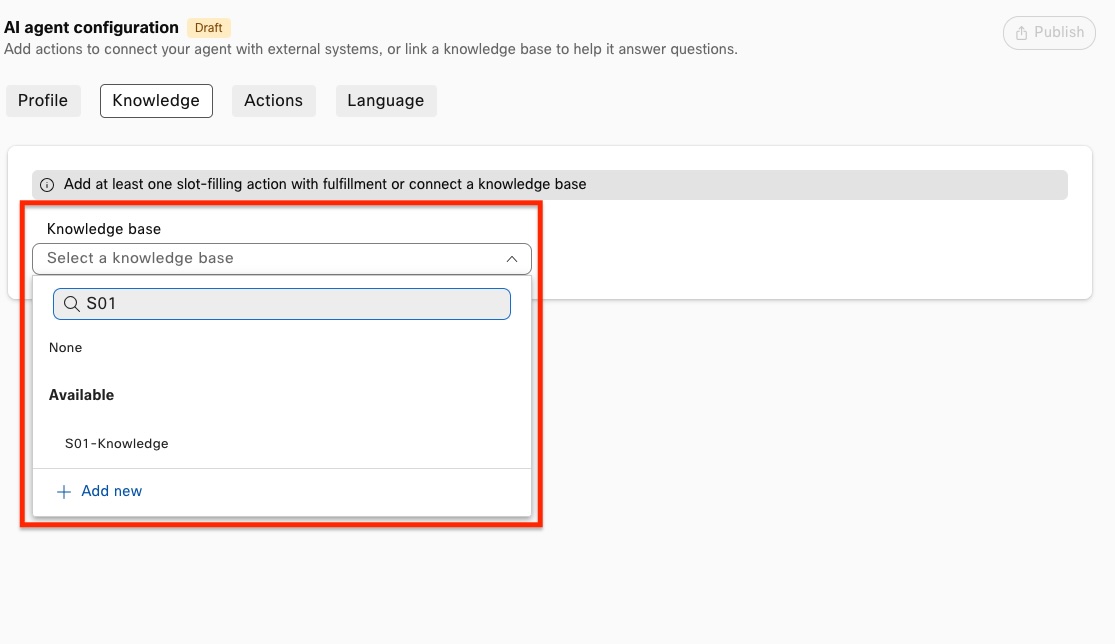 AI agent configuration Draft
Add actions to connect your agent with external systems, or link a knowledge base to help it answer questions.
Publish
Profile Knowledge Actions Language
Add at least one slot-filling action with fulfillment or connect a knowledge base
Knowledge base
Select a knowledge base
S01
None
Available
S01-Knowledge
Add new